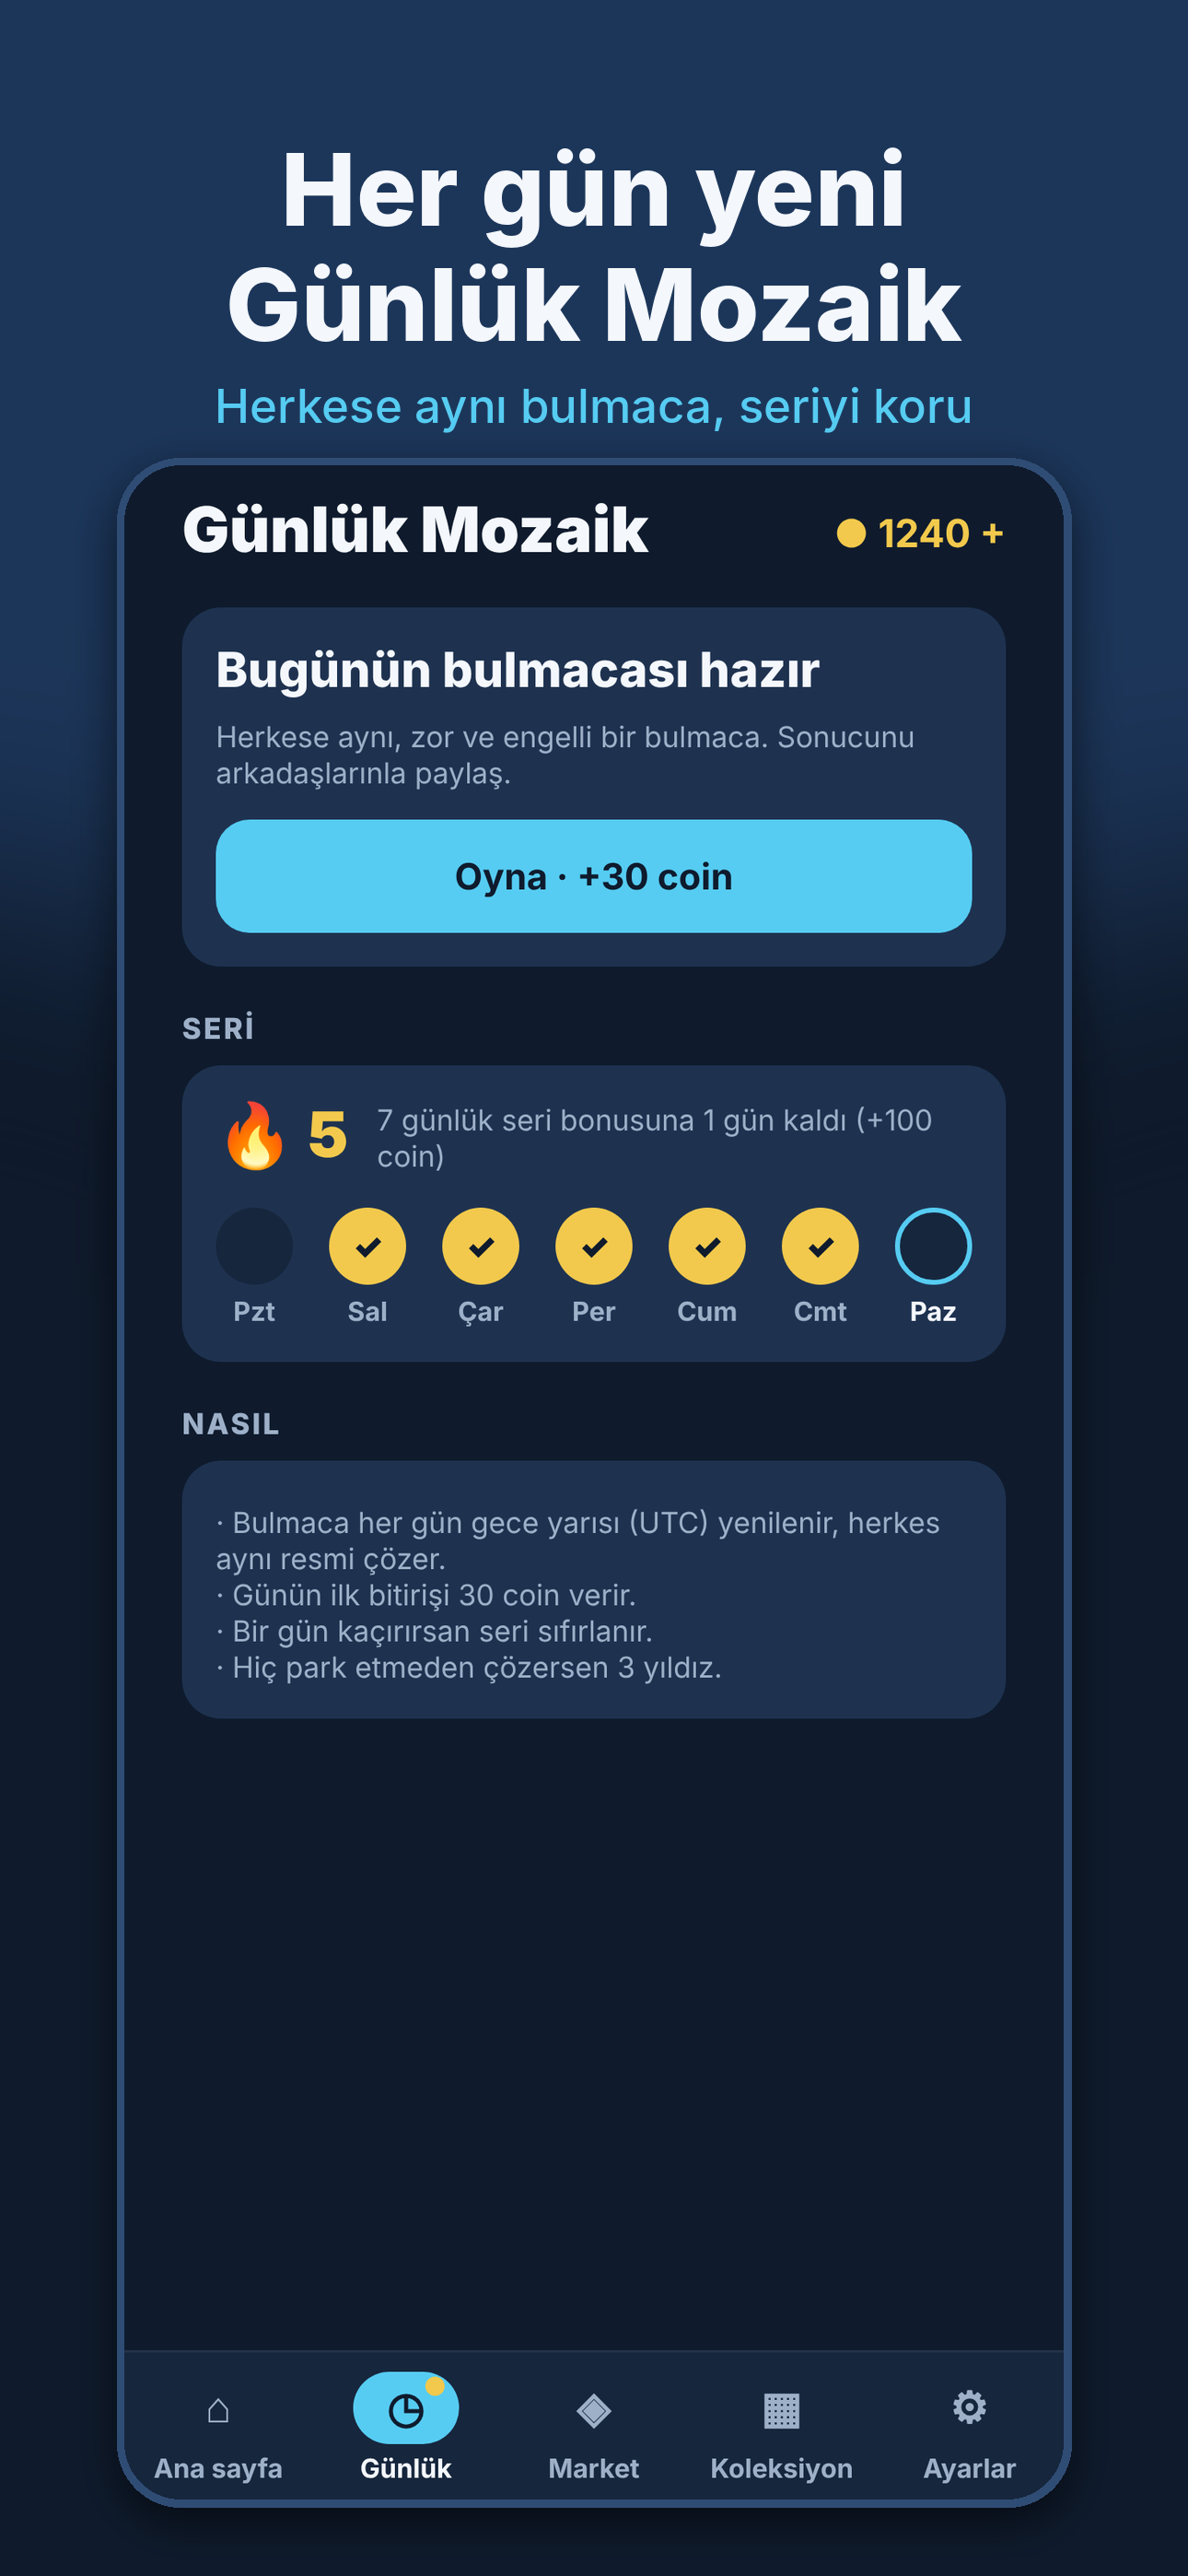 Her gün yeni
Günlük Mozaik
Herkese aynı bulmaca, seriyi koru
Günlük Mozaik
1240 +
Bugünün bulmacası hazır
Herkese aynı, zor ve engelli bir bulmaca. Sonucunu
arkadaşlarınla paylaş.
Oyna · +30 coin
SERİ
5
7 günlük seri bonusuna 1 gün kaldı (+100
coin)
Pzt Sal Çar Per Cum Cmt Paz
NASIL
· Bulmaca her gün gece yarısı (UTC) yenilenir, herkes
aynı resmi çözer.
· Günün ilk bitirişi 30 coin verir.
· Bir gün kaçırırsan seri sıfırlanır.
· Hiç park etmeden çözersen 3 yıldız.
Ana sayfa Günlük Market Koleksiyon Ayarlar